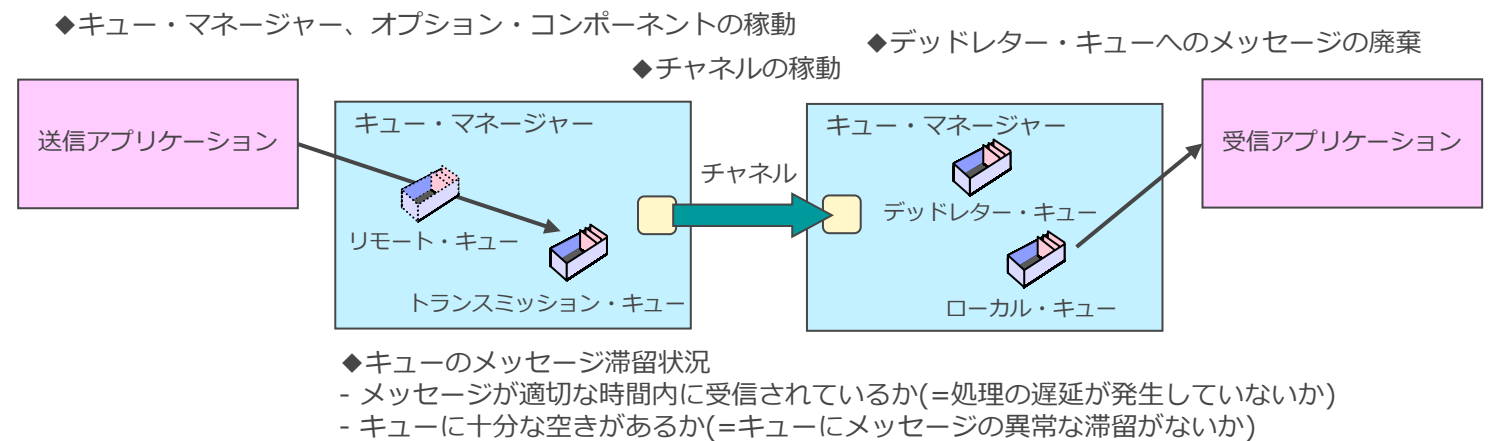 ◆キュー・マネージャー、オプション・コンポーネントの稼動
◆デッドレター・キューへのメッセージの廃棄
◆チャネルの稼動
送信アプリケーション
キュー・マネージャー
リモート・キュー
トランスミッション・キュー
チャネル
キュー・マネージャー
デッドレター・キュー
ローカル・キュー
受信アプリケーション
◆キューのメッセージ滞留状況
- メッセージが適切な時間内に受信されているか(=処理の遅延が発生していないか)
- キューに十分な空きがあるか(=キューにメッセージの異常な滞留がないか)